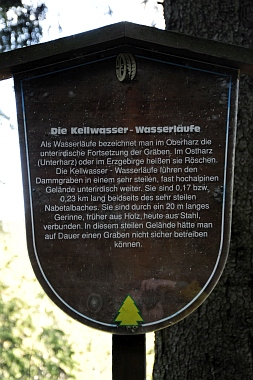 Die Kellwasser - Wasserläufe
Als Wasserläufe bezeichnet man im Oberharz die
unterirdische Fortsetzung der Gräben. Im Ostharz
(Unterharz) oder im Erzgebirge heißen sie Röschen.
Die Kellwasser - Wasserläufe führen den
Dammgraben in einem sehr steilen, fast hochalpinen
Gelände unterirdisch weiter. Sie sind 0,17 bzw.
0,23 km lang beidseits des sehr steilen
Nabetalbaches. Sie sind durch ein 20 m langes
Gerinne, früher aus Holz, heute aus Stahl,
verbunden. In diesem steilen Gelände hätte man
auf Dauer einen Graben nicht sicher betreiben
können.